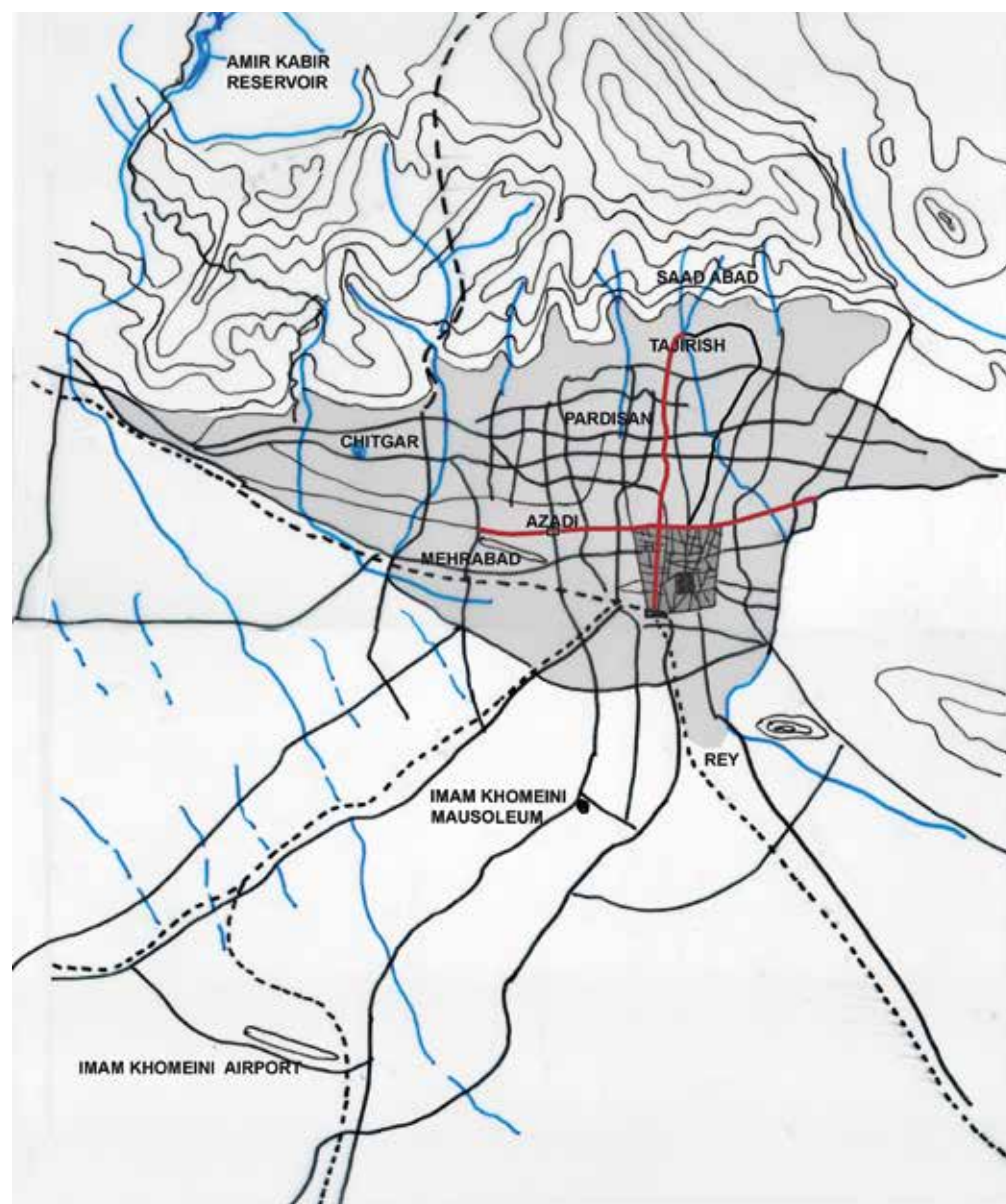 AMIR KABIR
RESERVOIR
SAAD ABAD
TAJIRISH
PARDISAN
CHITGAR
AZADI
MEHRABAD
REY
IMAM KHOMEINI
MAUSOLEUM
IMAM KHOMEINI AIRPORT